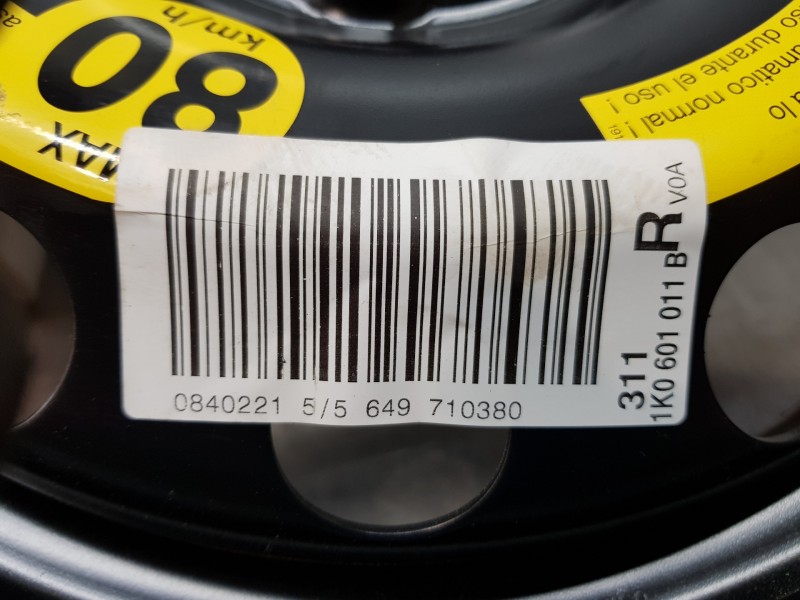 80
km/h
MAX
umatico normal!
so durante el uso !
a lo
0840221 5/5 649 710380
311 R V0A
1K0 601 011 B